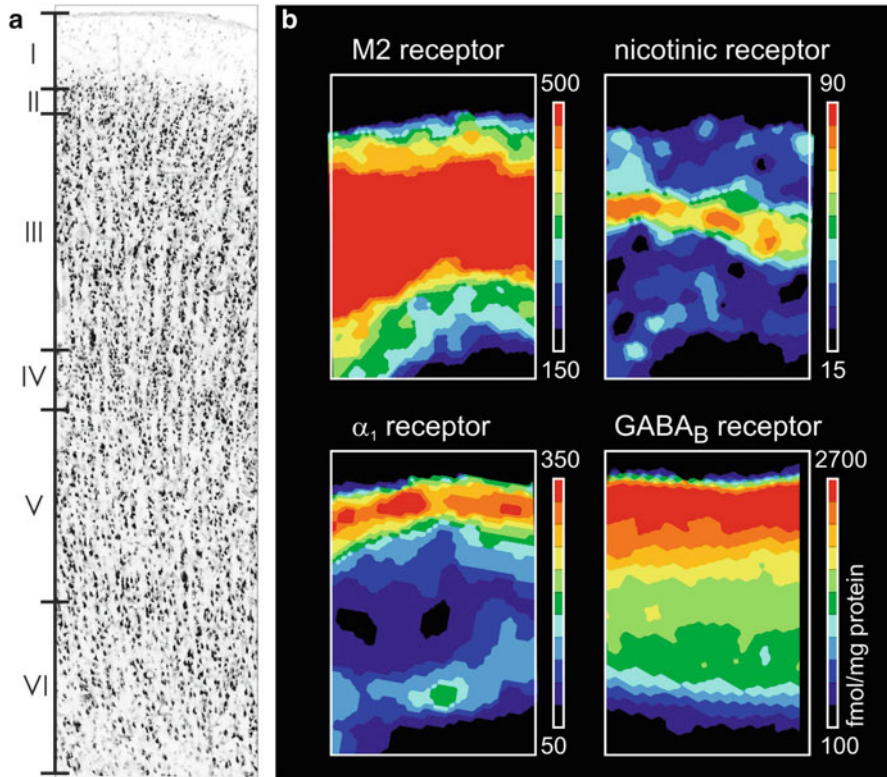 a
I
II
III
IV
V
VI
b
M2 receptor
500
150
nicotinic receptor
90
15
α₁ receptor
350
50
GABA_B receptor
2700
100
fmol/mg protein